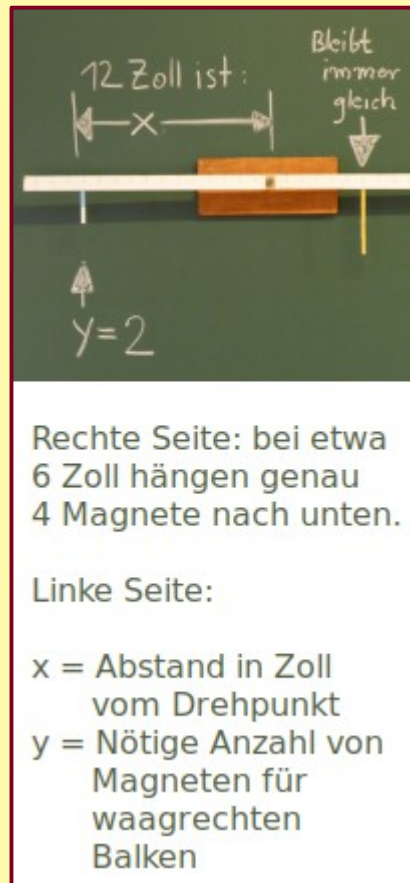 12 Zoll ist:
x
Bleibt
immer
gleich
y=2
Rechte Seite: bei etwa
6 Zoll hängen genau
4 Magnete nach unten.
Linke Seite:
x = Abstand in Zoll
vom Drehpunkt
y = Nötige Anzahl von
Magneten für
waagrechten
Balken